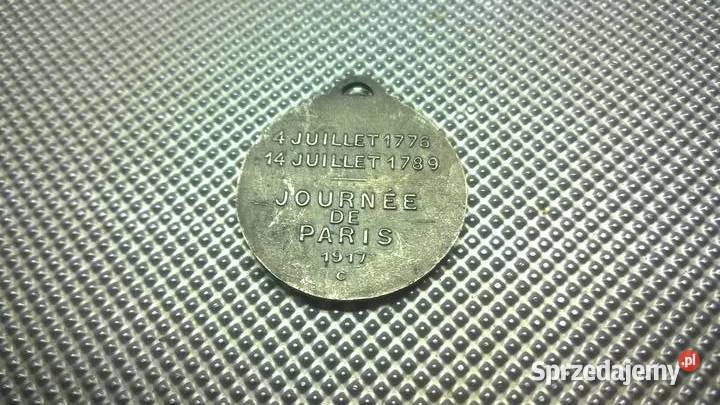 4 JUILLET 1776
14 JUILLET 1789
JOURNÉE
DE
PARIS
1917
C
Sprzedajemy.pl